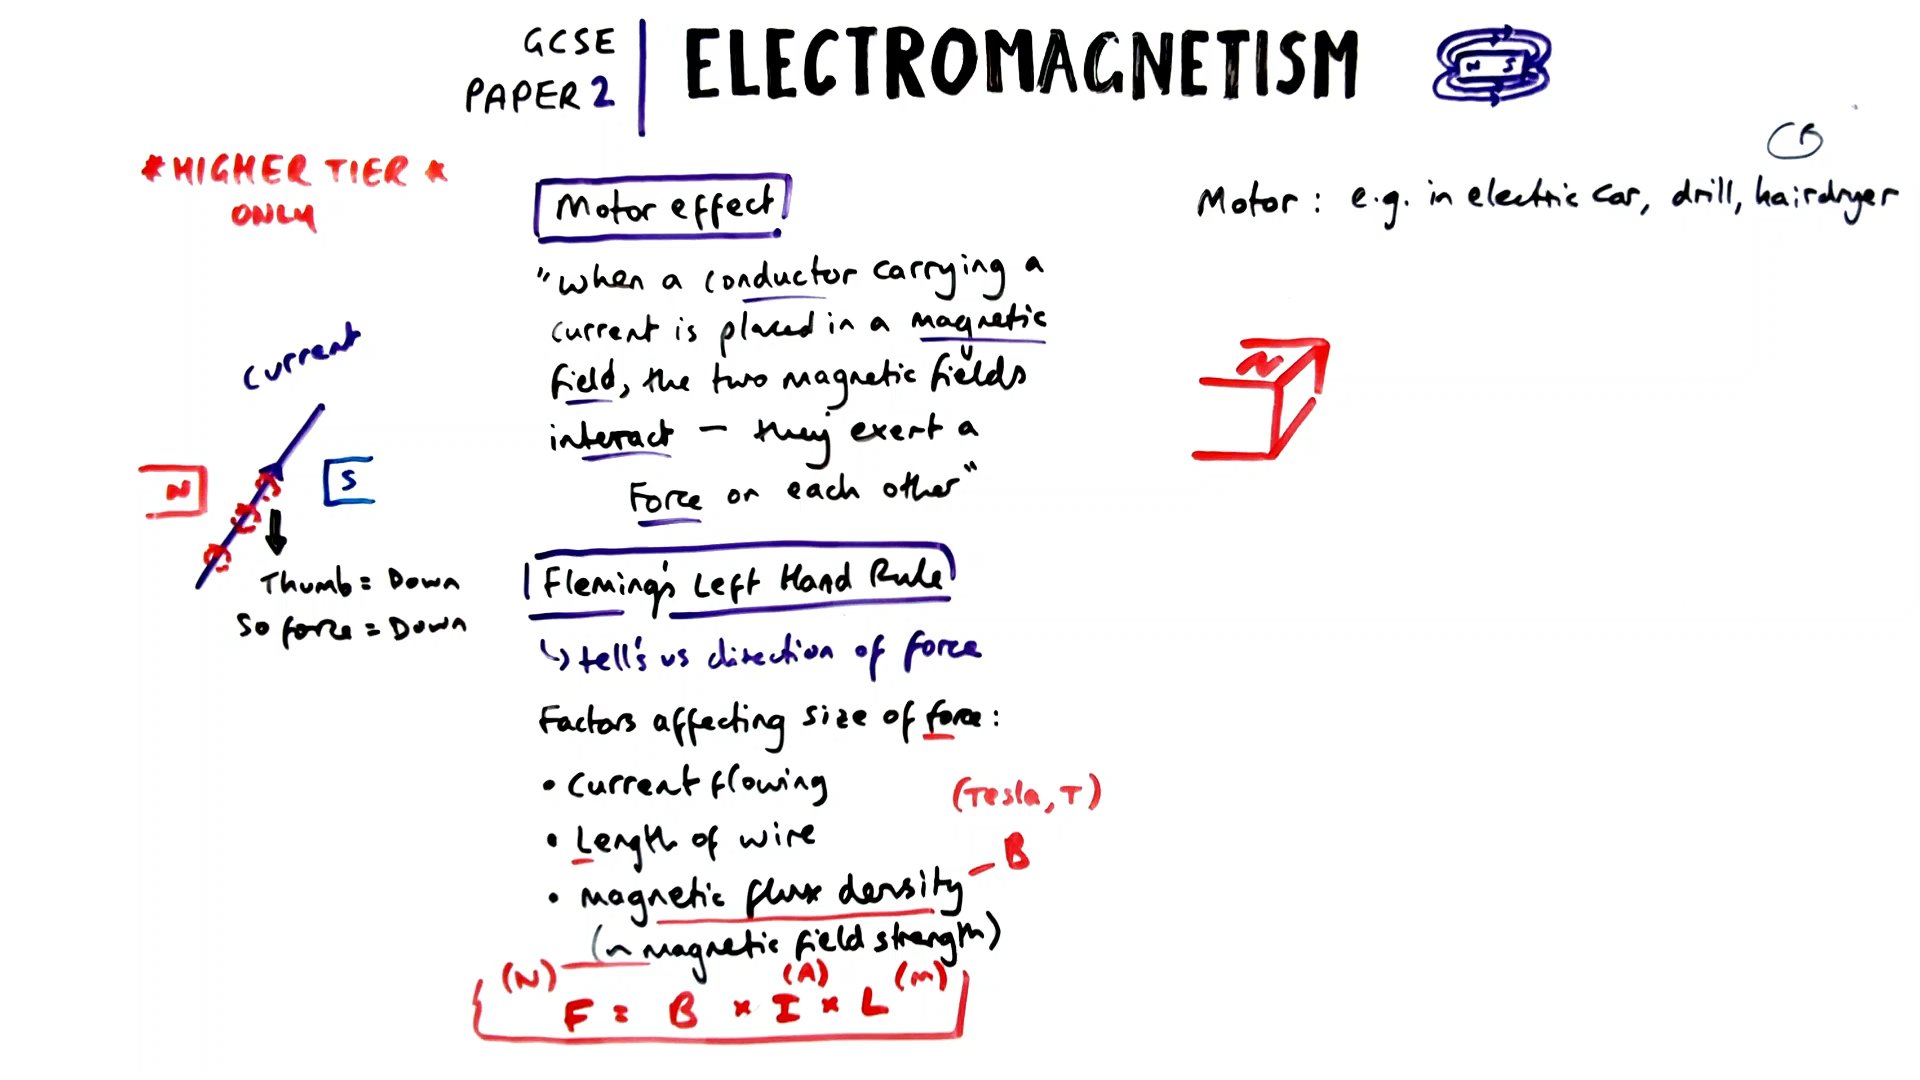 GCSE
PAPER 2
ELECTROMAGNETISM
N S
* HIGHER TIER *
ONLY
Motor effect
"When a conductor carrying a
current is placed in a magnetic
field, the two magnetic fields
interact – they exert a
Force on each other"
Current
N
S
Thumb = Down
So force = Down
Fleming's Left Hand Rule
↳ tell's us direction of force
Factors affecting size of force:
• Current flowing
• Length of wire
• magnetic flux density – B
(Tesla, T)
(~ magnetic field strength)
(N) (A) (m)
F = B × I × L
Motor: e.g. in electric car, drill, hairdryer
N